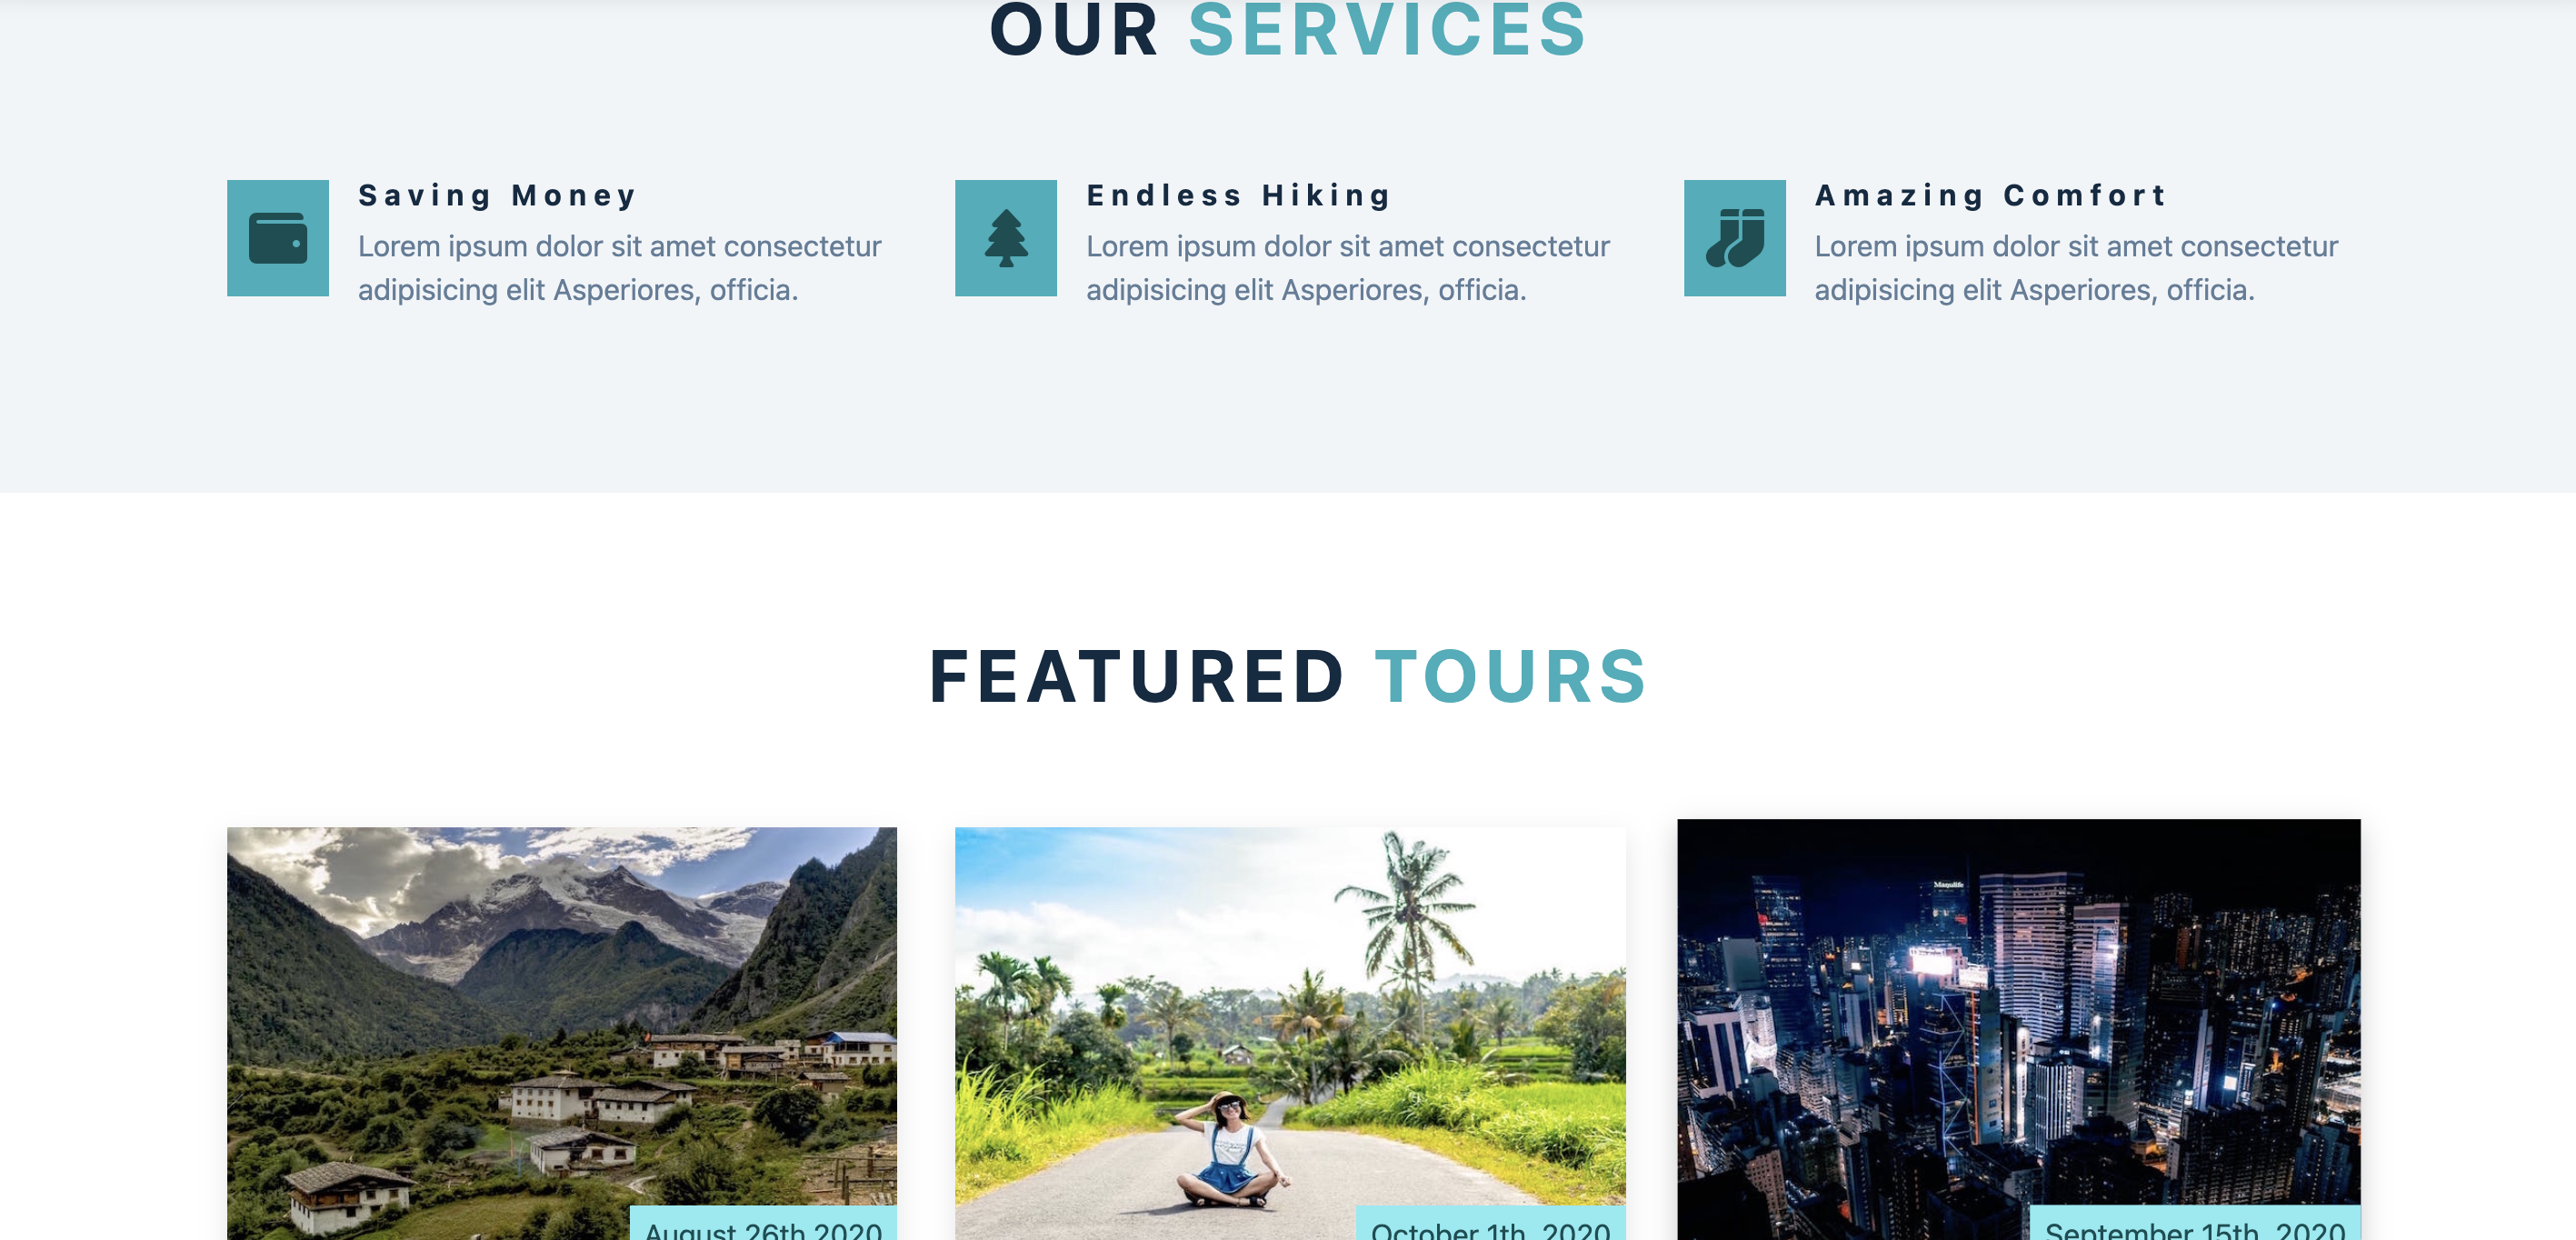 OUR SERVICES
Saving Money
Lorem ipsum dolor sit amet consectetur
adipisicing elit Asperiores, officia.
Endless Hiking
Lorem ipsum dolor sit amet consectetur
adipisicing elit Asperiores, officia.
Amazing Comfort
Lorem ipsum dolor sit amet consectetur
adipisicing elit Asperiores, officia.
FEATURED TOURS
Manulife
August 26th 2020
October 1th, 2020
September 15th, 2020